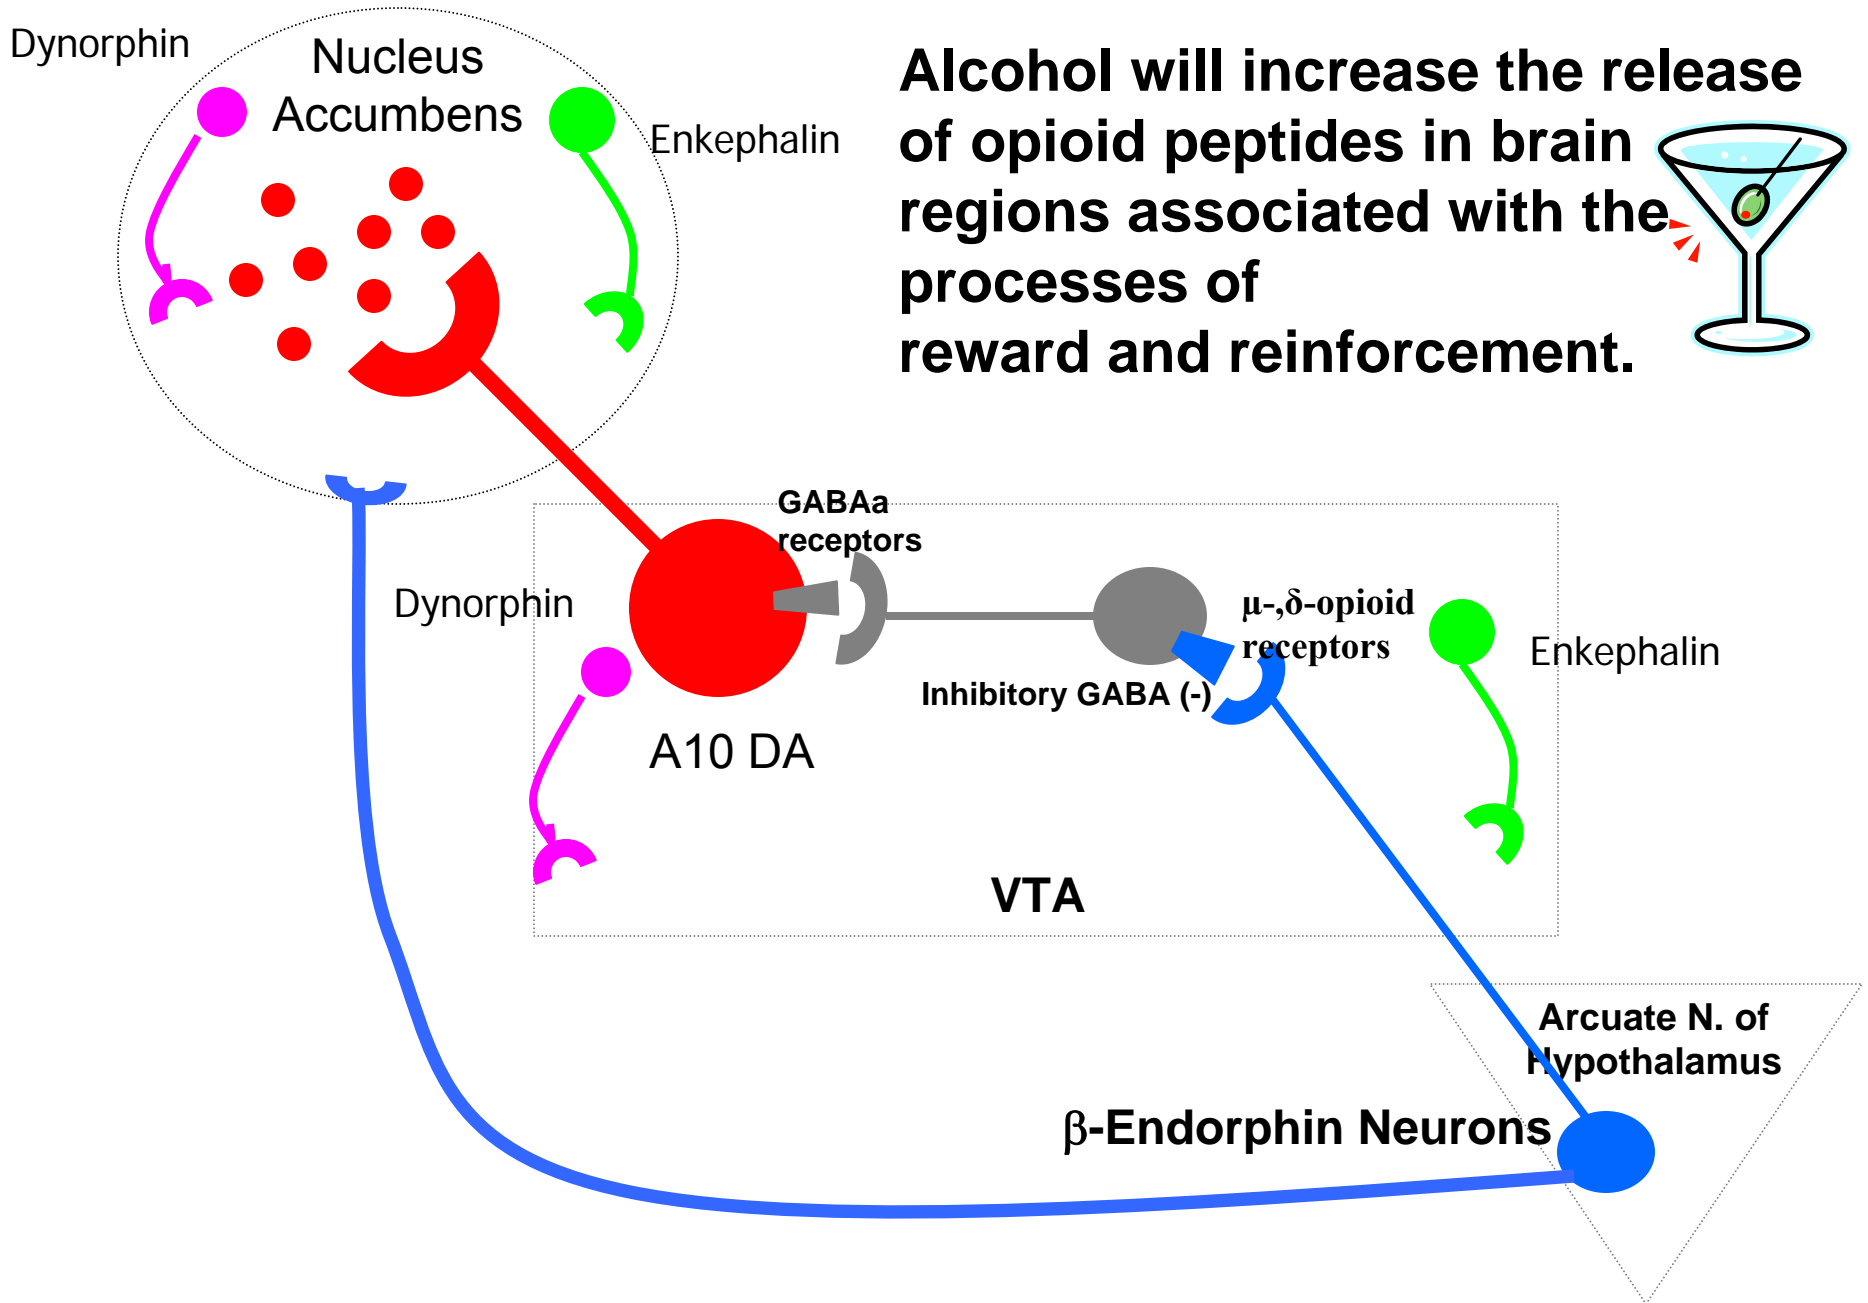 Dynorphin
Nucleus
Accumbens
Enkephalin
Alcohol will increase the release
of opioid peptides in brain
regions associated with the
processes of
reward and reinforcement.
GABAa
receptors
Dynorphin
μ-,δ-opioid
receptors
Enkephalin
Inhibitory GABA (-)
A10 DA
VTA
Arcuate N. of
Hypothalamus
β-Endorphin Neurons